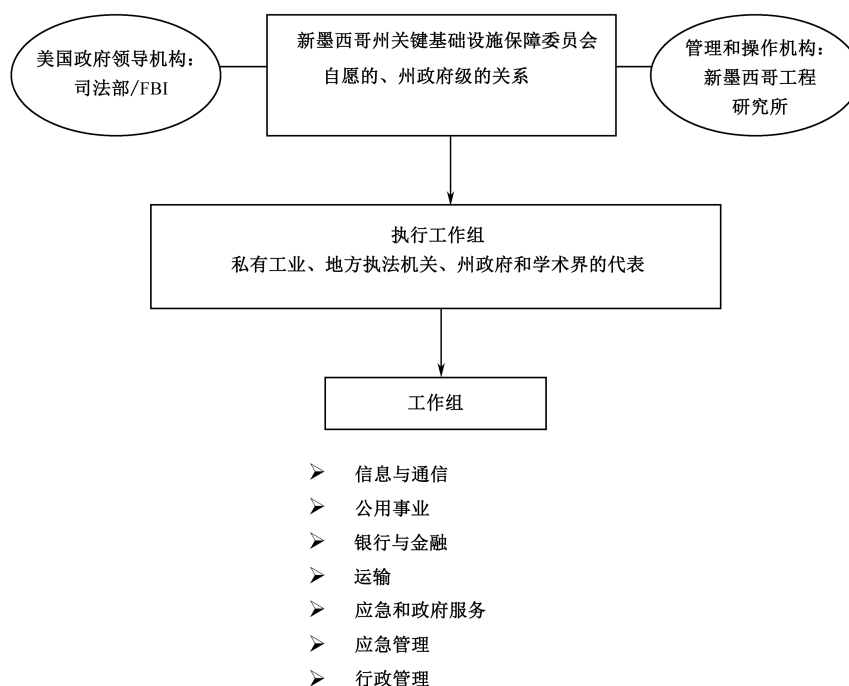 美国政府领导机构：
司法部/FBI
新墨西哥州关键基础设施保障委员会
自愿的、州政府级的关系
管理和操作机构：
新墨西哥工程
研究所
执行工作组
私有工业、地方执法机关、州政府和学术界的代表
工作组
信息与通信
公用事业
银行与金融
运输
应急和政府服务
应急管理
行政管理